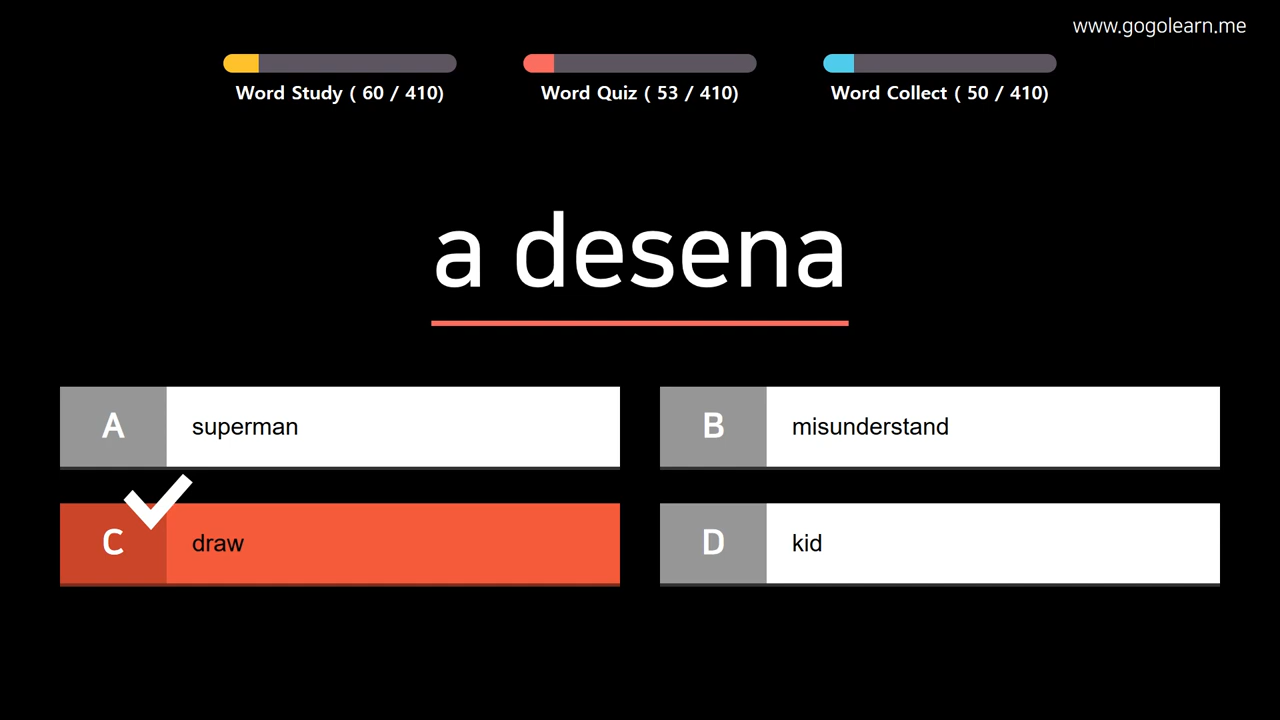 www.gogolearn.me
Word Study ( 60 / 410)
Word Quiz ( 53 / 410)
Word Collect ( 50 / 410)
a desena
A superman
B misunderstand
C draw
D kid